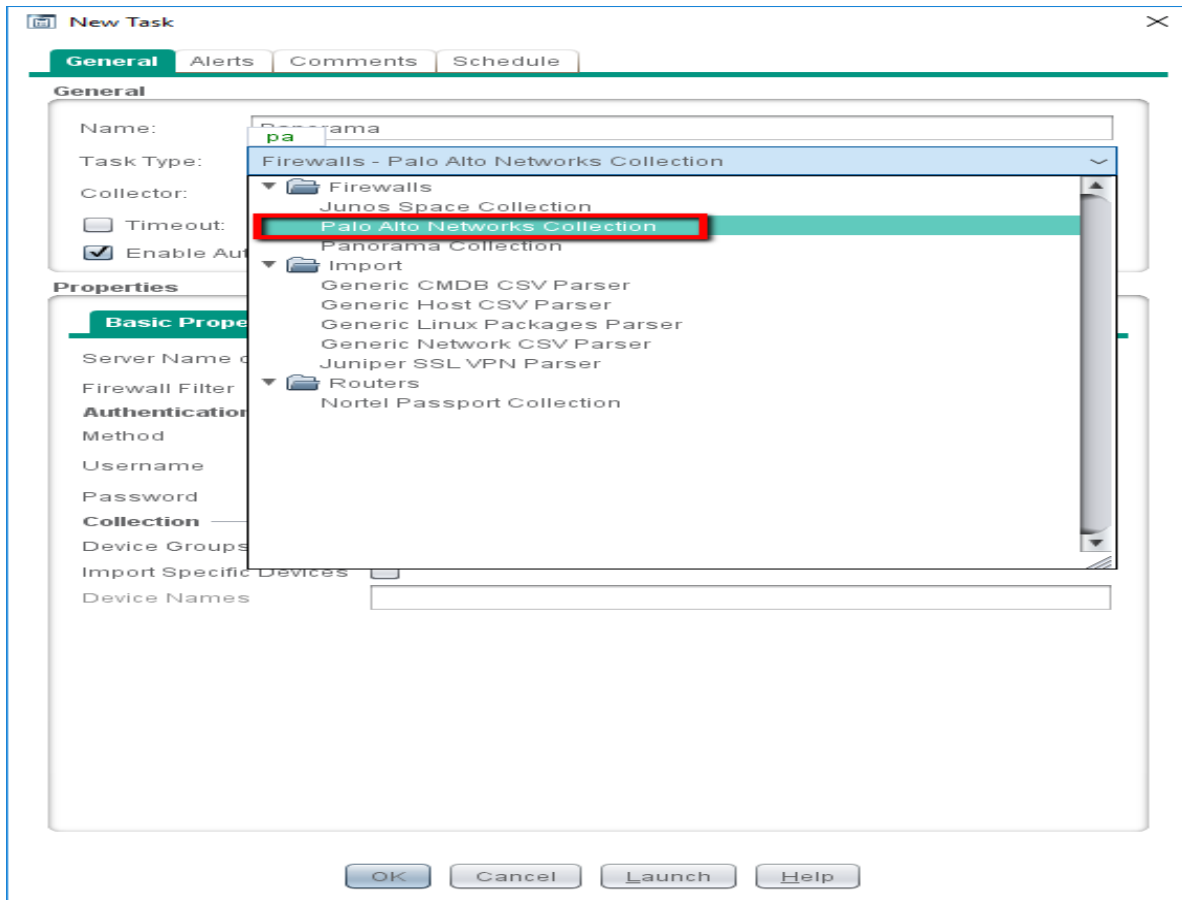 New Task
General Alerts Comments Schedule
General
Name:
pa
Task Type: Firewalls - Palo Alto Networks Collection
Collector:
Firewalls
Junos Space Collection
Timeout:
Palo Alto Networks Collection
Panorama Collection
Enable
Import
Properties
Generic CMDB CSV Parser
Generic Host CSV Parser
Basic
Generic Linux Packages Parser
Generic Network CSV Parser
Server Name
Juniper SSL VPN Parser
Firewall Filter
Routers
Nortel Passport Collection
Authentication
Method
Username
Password
Collection
Device Groups
Import Specific Devices
Device Names
OK Cancel Launch Help